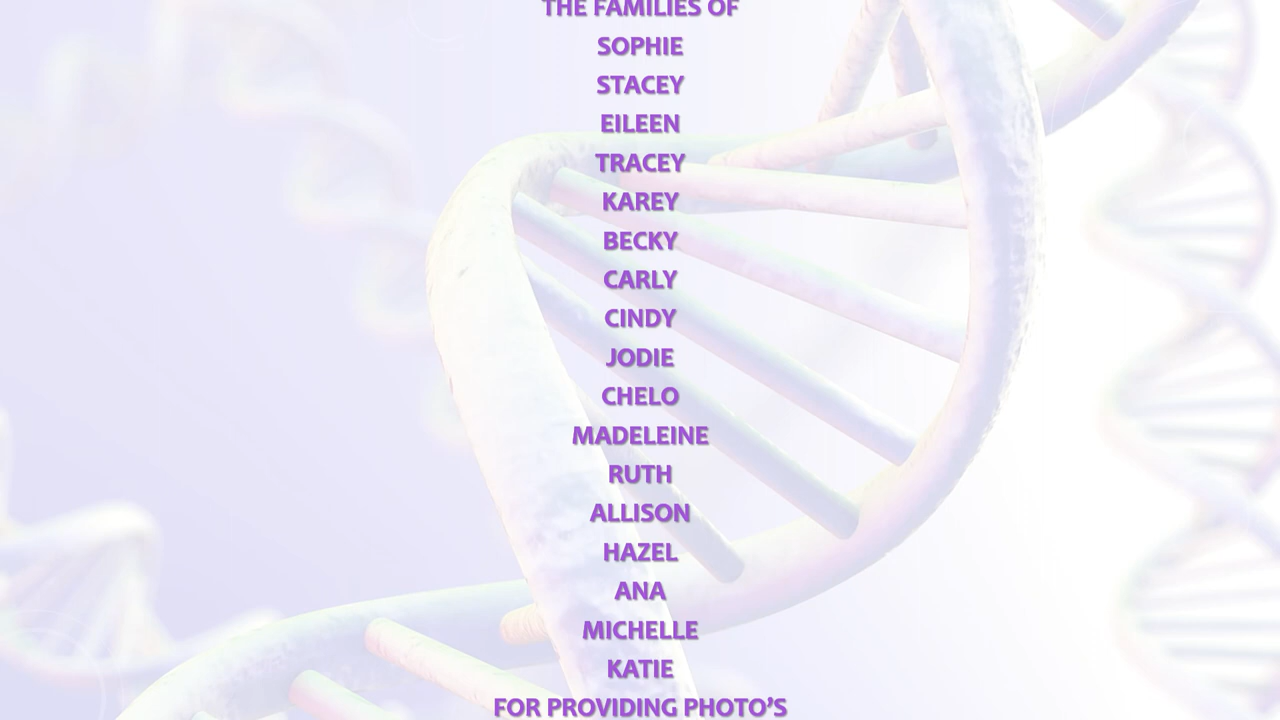 THE FAMILIES OF
SOPHIE
STACEY
EILEEN
TRACEY
KAREY
BECKY
CARLY
CINDY
JODIE
CHELO
MADELEINE
RUTH
ALLISON
HAZEL
ANA
MICHELLE
KATIE
FOR PROVIDING PHOTO’S